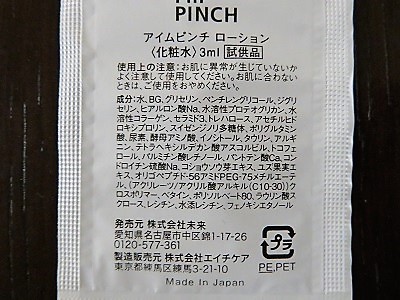 PINCH
アイムピンチ ローション
〈化粧水〉3ml 試供品
使用上の注意：お肌に異常が生じていないか
よく注意して使用してください。お肌に合わない
ときは、ご使用をおやめください。
成分：水、BG、グリセリン、ペンチレングリコール、ジグリ
セリン、ヒアルロン酸Na、水溶性プロテオグリカン、水
溶性コラーゲン、セラミド3、トレハロース、アセチルヒド
ロキシプロリン、スイゼンジノリ多糖体、ポリグルタミン
酸、尿素、酵母アミノ酸、イノシトール、タウリン、アルギ
ニン、テトラヘキシルデカン酸アスコルビル、トコフェロ
ール、パルミチン酸レチノール、パントテン酸Ca、コン
ドロイチン硫酸Na、コショウソウ芽エキス、ユズ果実エ
キス、オリゴペプチド-56アミドPEG-75メチルエーテ
ル、(アクリレーツ/アクリル酸アルキル(C10-30))ク
ロスポリマー、ベタイン、ポリソルベート80、ラウリン酸ス
クロース、レシチン、水添レシチン、フェノキシエタノール
発売元 株式会社未来
愛知県名古屋市中区錦1-17-26
0120-577-361
製造販売元 株式会社エイチケア
東京都練馬区練馬3-21-10
Made in Japan
プラ
PE,PET